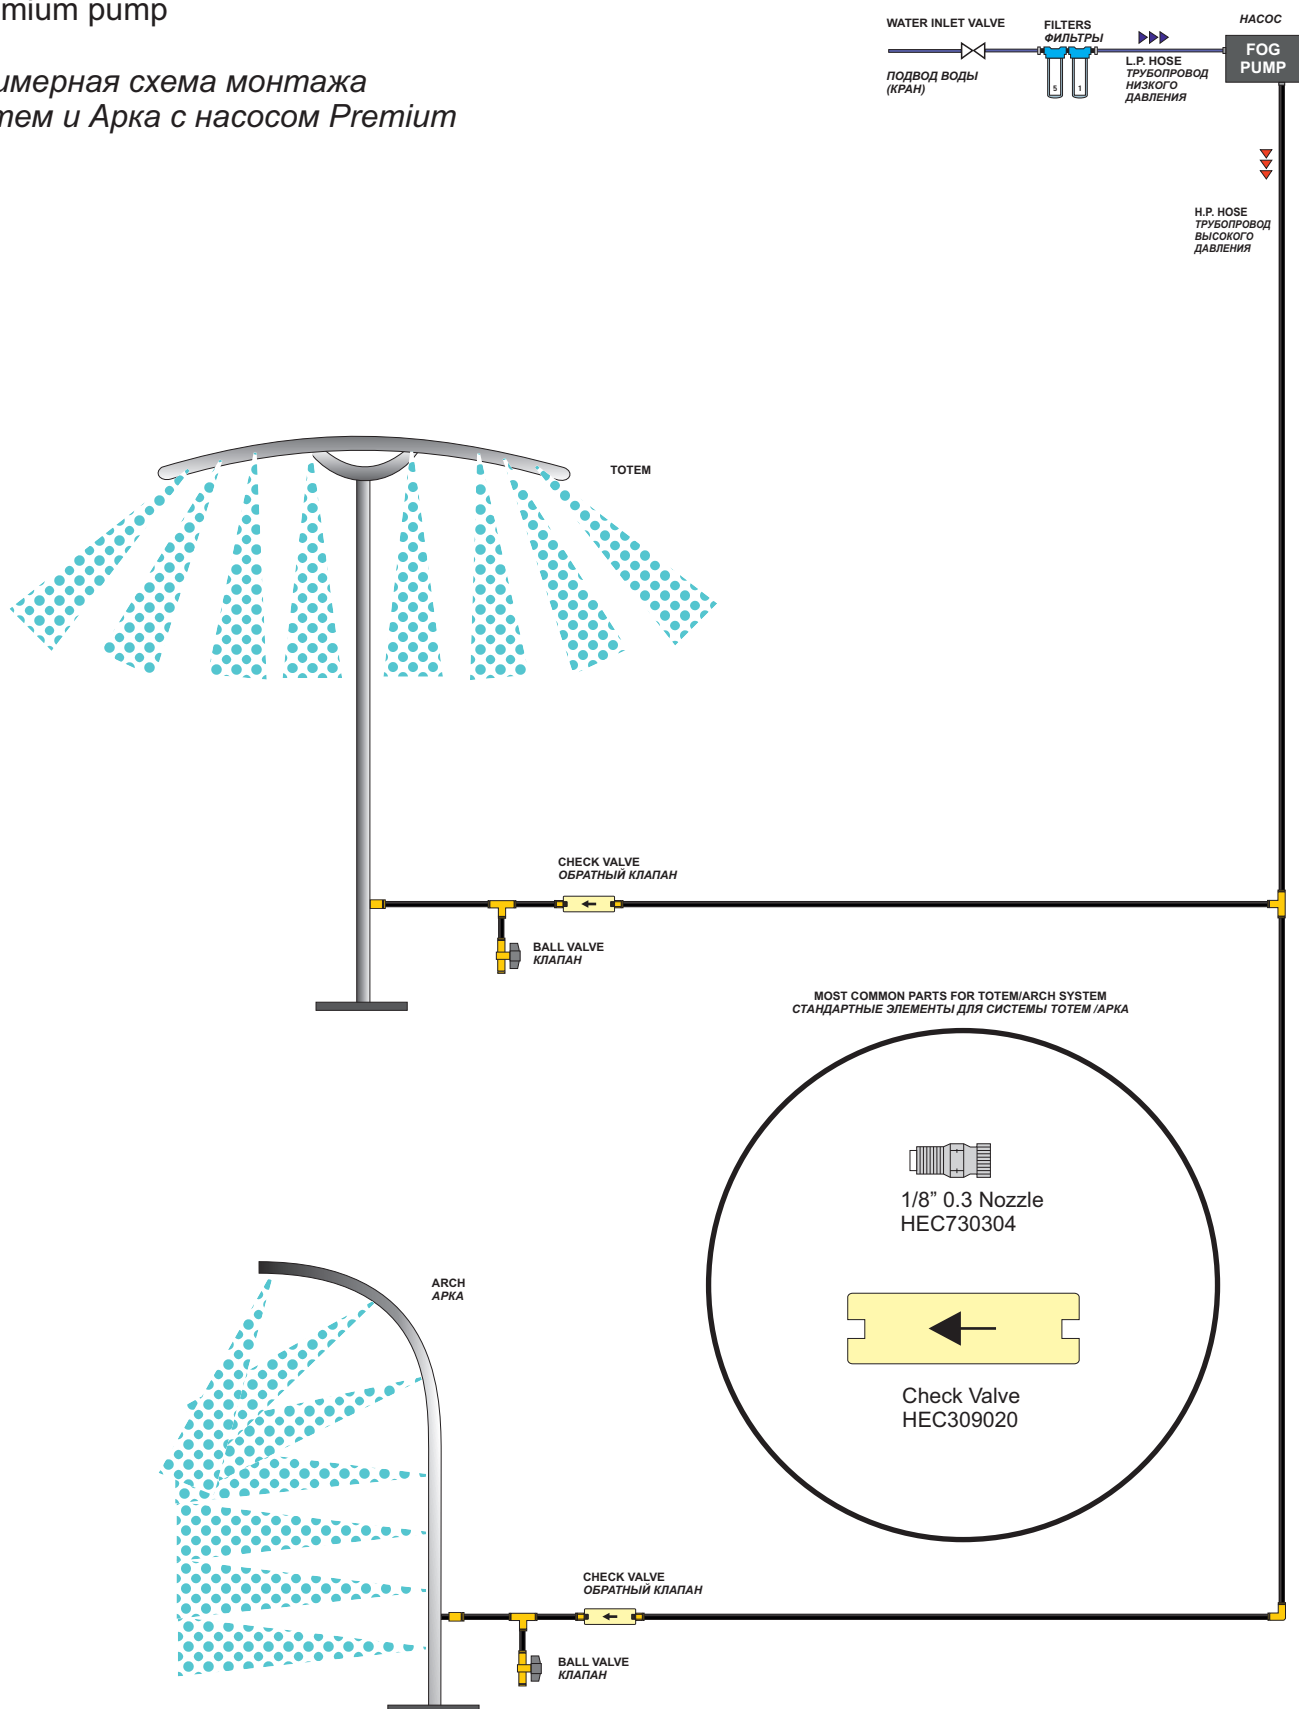 mium pump
имерная схема монтажа
тем и Арка с насосом Premium
WATER INLET VALVE
ПОДВОД ВОДЫ
(КРАН)
FILTERS
ФИЛЬТРЫ
5 1
L.P. HOSE
ТРУБОПРОВОД
НИЗКОГО
ДАВЛЕНИЯ
НАСОС
FOG
PUMP
H.P. HOSE
ТРУБОПРОВОД
ВЫСОКОГО
ДАВЛЕНИЯ
TOTEM
CHECK VALVE
ОБРАТНЫЙ КЛАПАН
BALL VALVE
КЛАПАН
MOST COMMON PARTS FOR TOTEM/ARCH SYSTEM
СТАНДАРТНЫЕ ЭЛЕМЕНТЫ ДЛЯ СИСТЕМЫ ТОТЕМ /АРКА
1/8” 0.3 Nozzle
HEC730304
Check Valve
HEC309020
ARCH
АРКА
CHECK VALVE
ОБРАТНЫЙ КЛАПАН
BALL VALVE
КЛАПАН